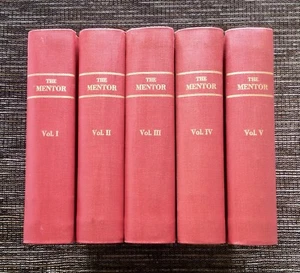 THE
MENTOR
Vol. I
THE
MENTOR
Vol. II
THE
MENTOR
Vol. III
THE
MENTOR
Vol. IV
THE
MENTOR
Vol. V